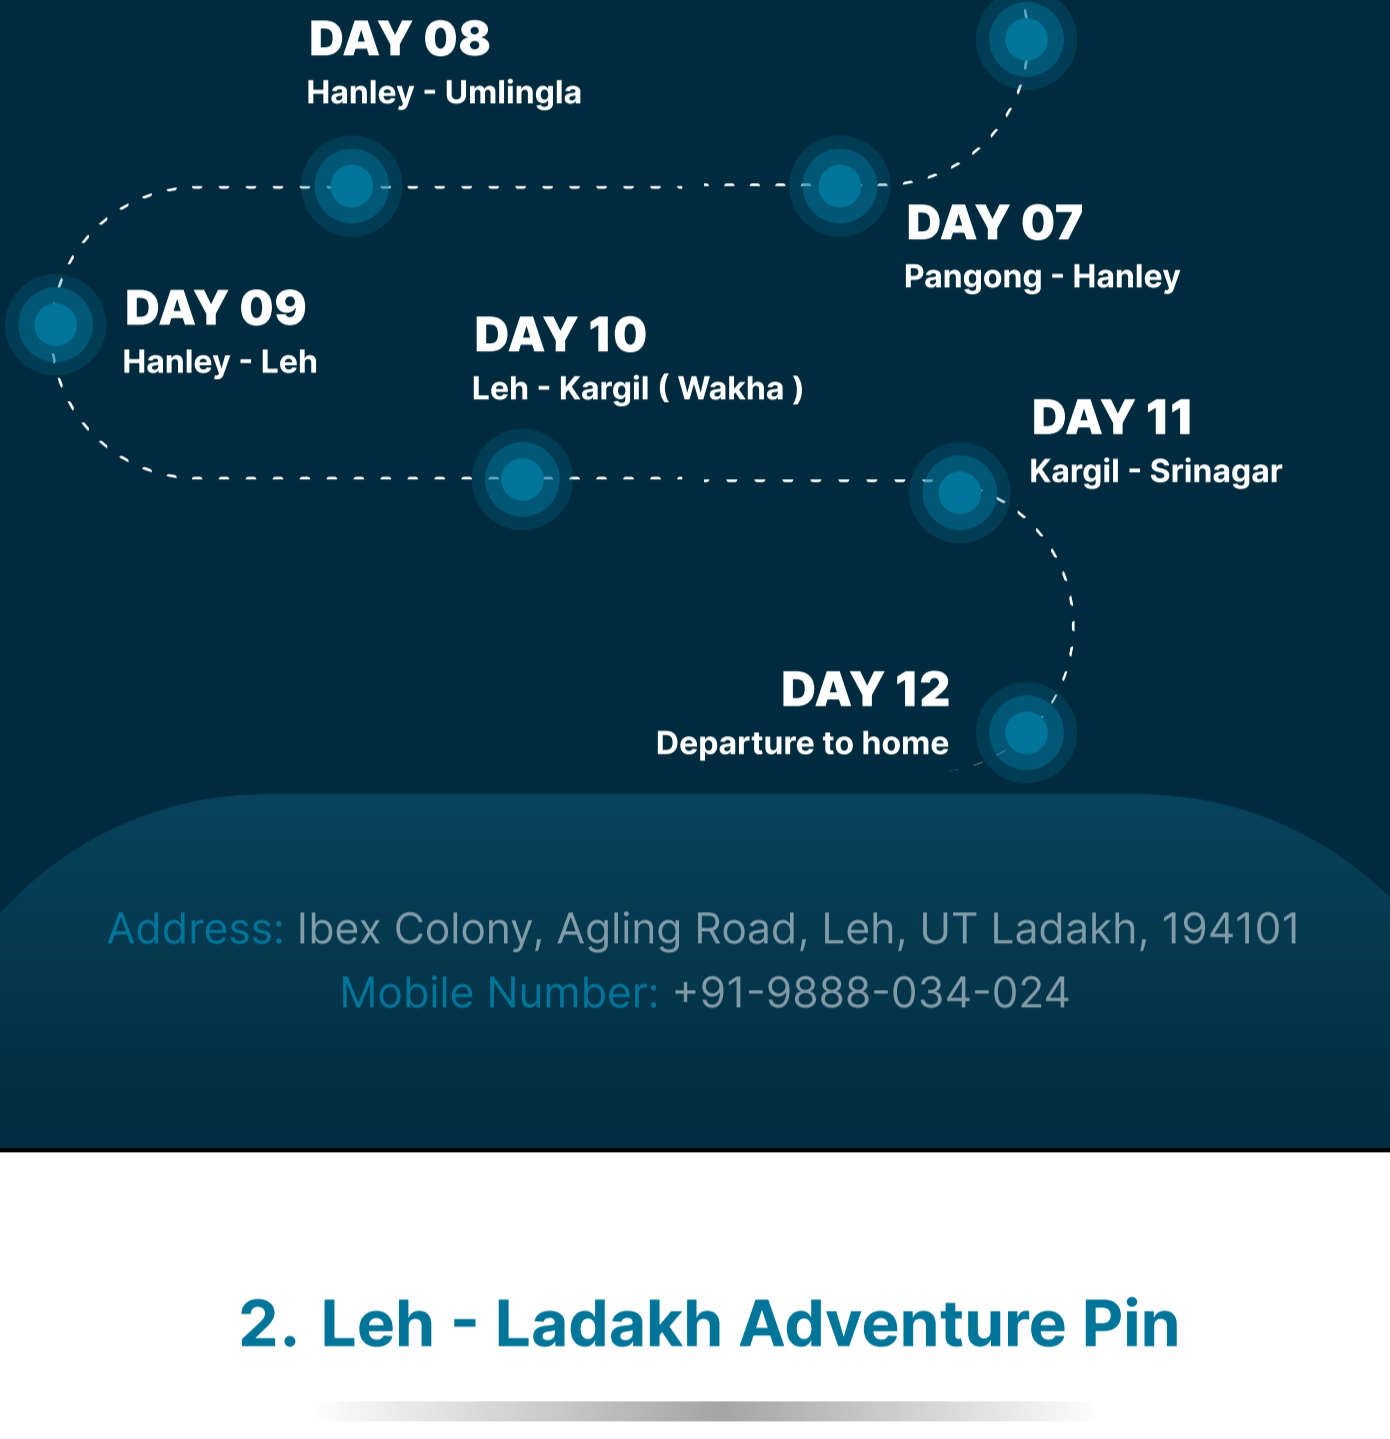 DAY 08
Hanley - Umlingla
DAY 07
Pangong - Hanley
DAY 09
Hanley - Leh
DAY 10
Leh - Kargil ( Wakha )
DAY 11
Kargil - Srinagar
DAY 12
Departure to home
Address: Ibex Colony, Agling Road, Leh, UT Ladakh, 194101
Mobile Number: +91-9888-034-024
2. Leh - Ladakh Adventure Pin